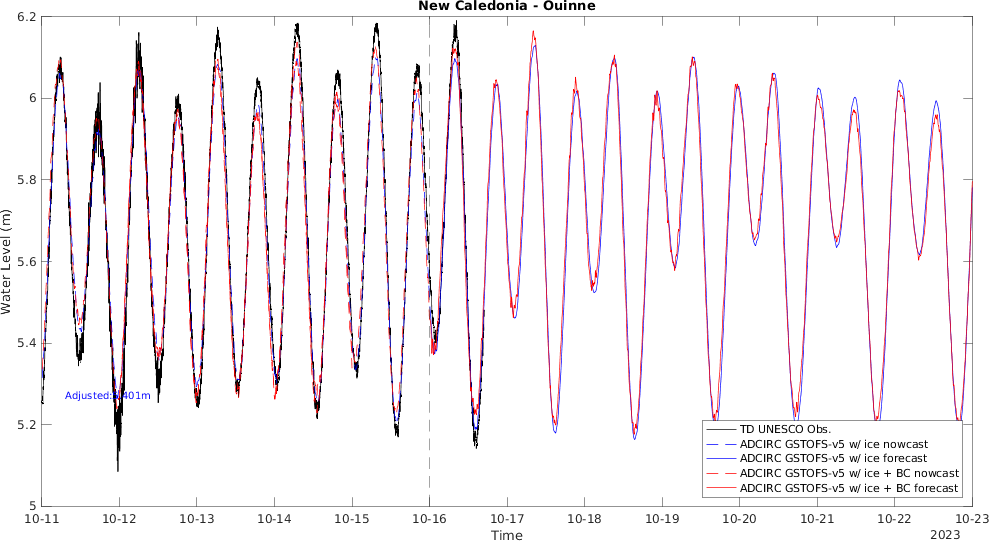 New Caledonia - Ouinne
6.2
6
5.8
5.6
5.4
5.2
5
Water Level (m)
Adjusted:
401m
TD UNESCO Obs.
ADCIRC GSTOFS-v5 w/ ice nowcast
ADCIRC GSTOFS-v5 w/ ice forecast
ADCIRC GSTOFS-v5 w/ ice + BC nowcast
ADCIRC GSTOFS-v5 w/ ice + BC forecast
10-11 10-12 10-13 10-14 10-15 10-16 10-17 10-18 10-19 10-20 10-21 10-22 10-23
Time
2023